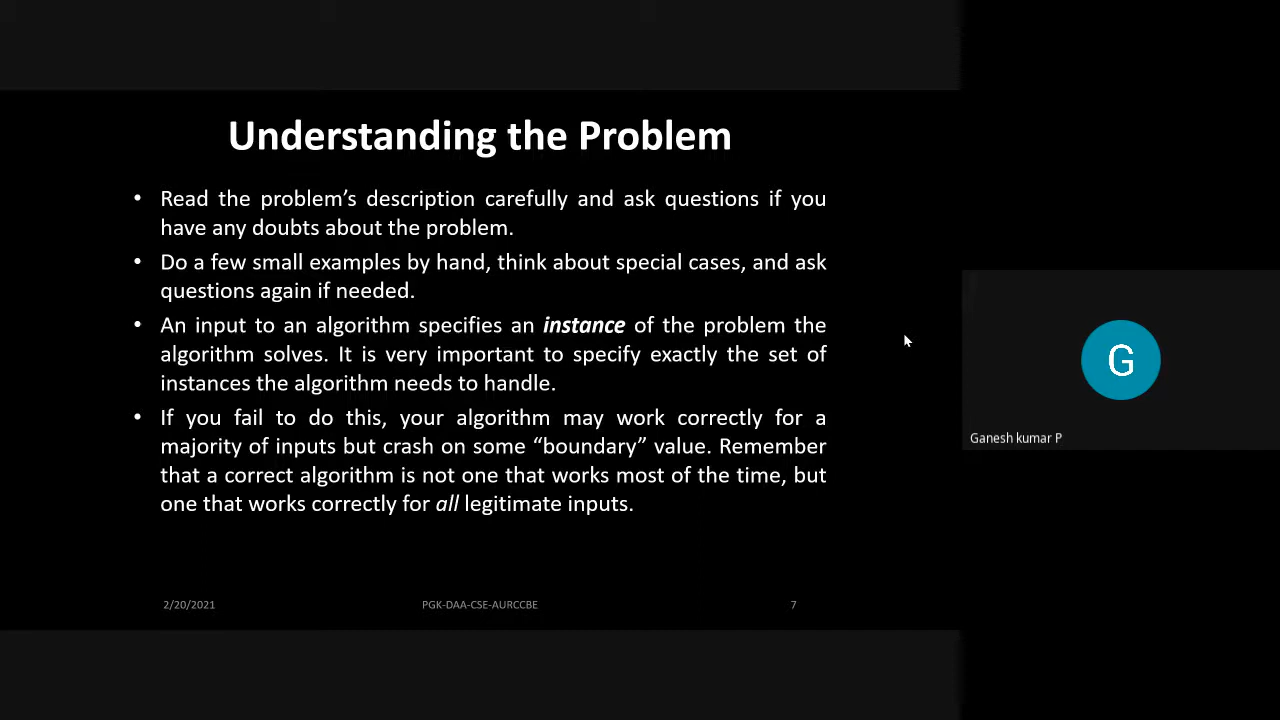 Understanding the Problem
• Read the problem’s description carefully and ask questions if you
have any doubts about the problem.
• Do a few small examples by hand, think about special cases, and ask
questions again if needed.
• An input to an algorithm specifies an instance of the problem the
algorithm solves. It is very important to specify exactly the set of
instances the algorithm needs to handle.
• If you fail to do this, your algorithm may work correctly for a
majority of inputs but crash on some “boundary” value. Remember
that a correct algorithm is not one that works most of the time, but
one that works correctly for all legitimate inputs.
2/20/2021
PGK-DAA-CSE-AURCCBE
7
G
Ganesh kumar P